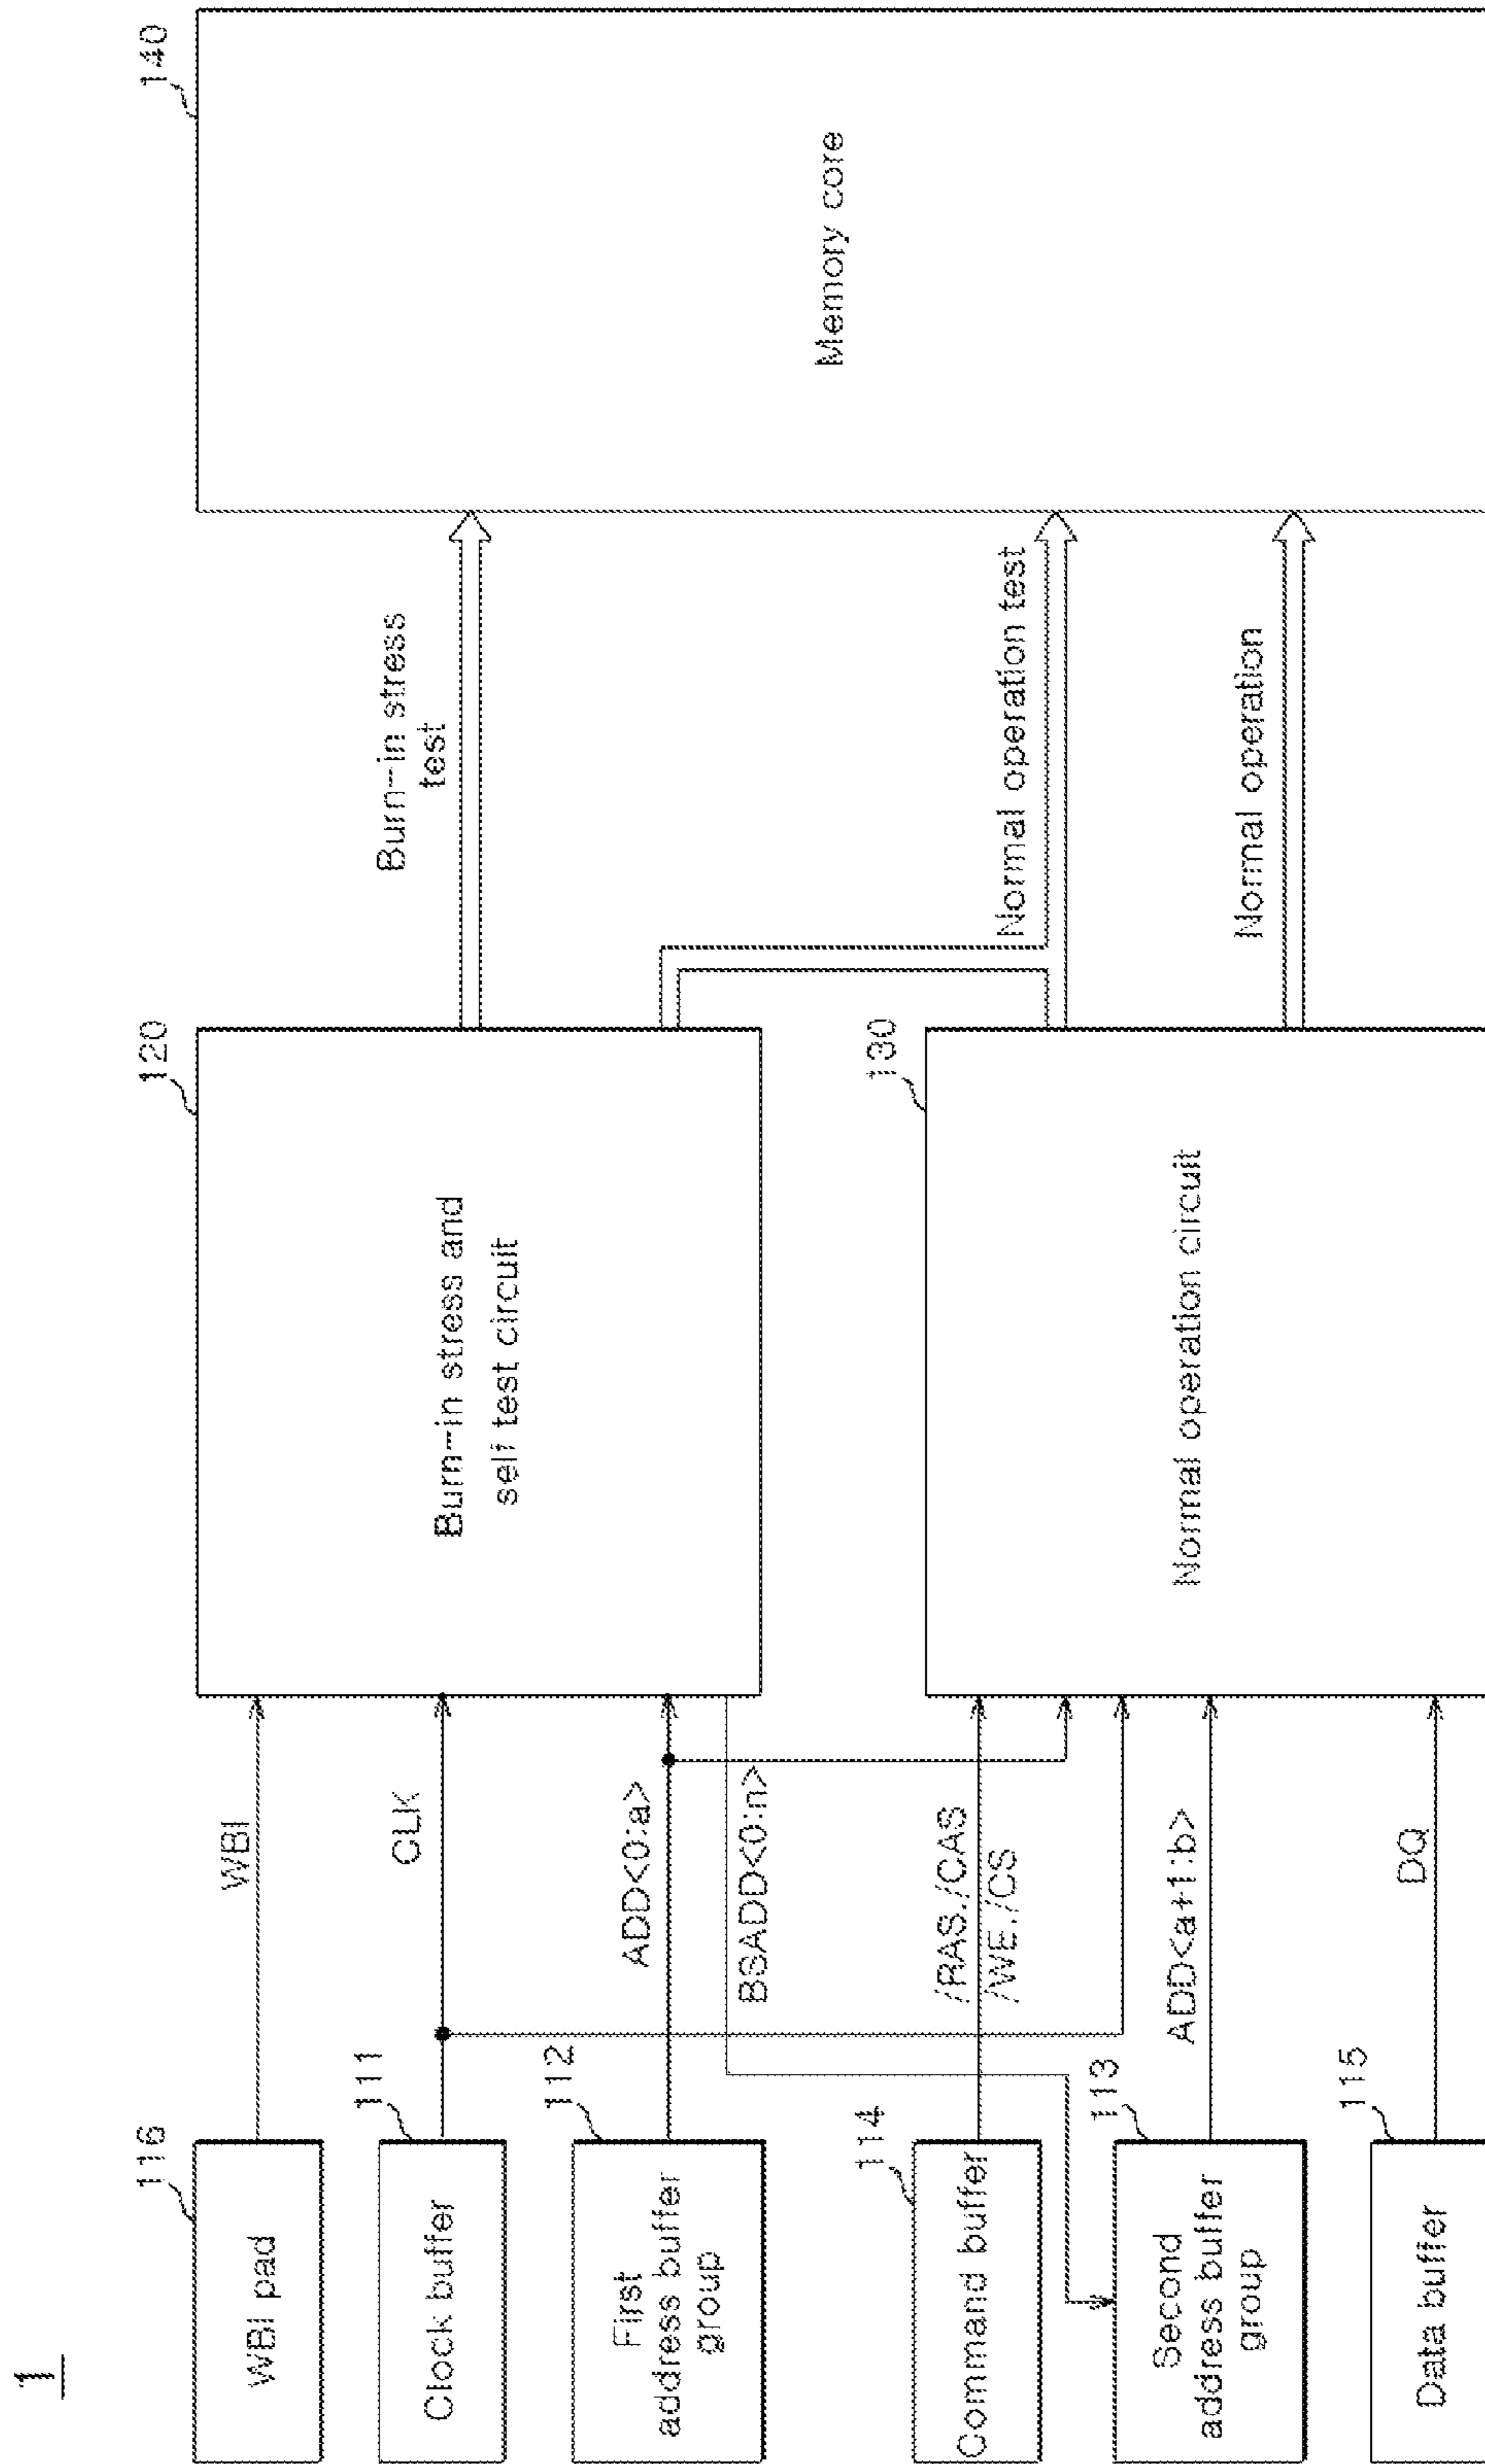 1
116
WBI pad
WBI
111
Clock buffer
CLK
112
First
address buffer
group
ADD<0:a>
BSADD<0:n>
120
Burn-in stress and
self test circuit
Burn-in stress
test
140
Memory core
114
Command buffer
/RAS./CAS
/WE./CS
113
Second
address buffer
group
ADD<a+1:b>
115
Data buffer
DQ
130
Normal operation circuit
Normal operation test
Normal operation